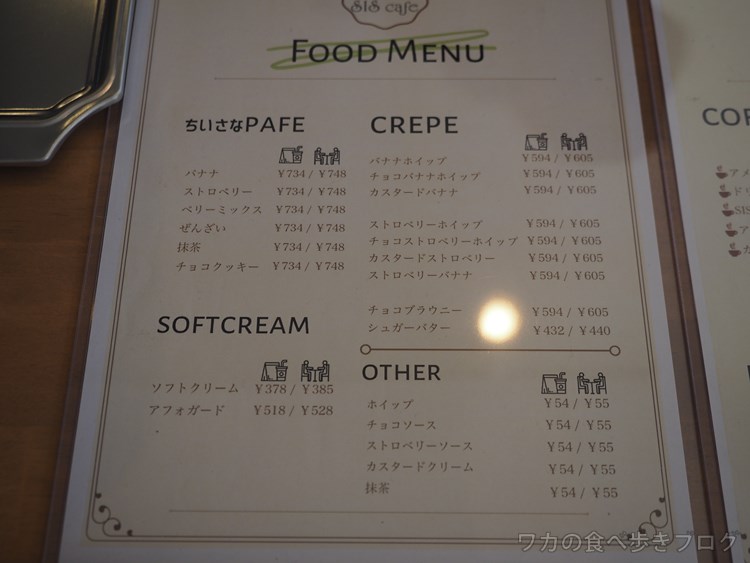 SIS cafe
FOOD MENU
ちいさなPAFE
バナナ ¥734 / ¥748
ストロベリー ¥734 / ¥748
ベリーミックス ¥734 / ¥748
ぜんざい ¥734 / ¥748
抹茶 ¥734 / ¥748
チョコクッキー ¥734 / ¥748
SOFTCREAM
ソフトクリーム ¥378 / ¥385
アフォガード ¥518 / ¥528
CREPE
バナナホイップ ¥594 / ¥605
チョコバナナホイップ ¥594 / ¥605
カスタードバナナ ¥594 / ¥605
ストロベリーホイップ ¥594 / ¥605
チョコストロベリーホイップ ¥594 / ¥605
カスタードストロベリー ¥594 / ¥605
ストロベリーバナナ ¥594 / ¥605
チョコブラウニー ¥594 / ¥605
シュガーバター ¥432 / ¥440
OTHER
ホイップ ¥54 / ¥55
チョコソース ¥54 / ¥55
ストロベリーソース ¥54 / ¥55
カスタードクリーム ¥54 / ¥55
抹茶 ¥54 / ¥55
ワカの食べ歩きブログ